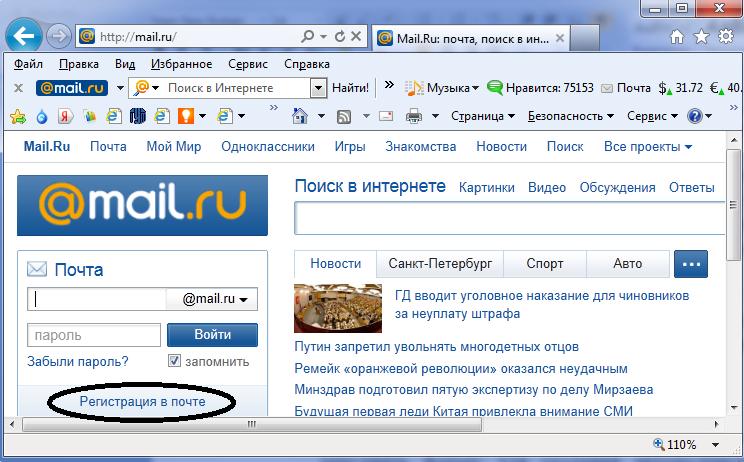 http://mail.ru/
Mail.Ru: почта, поиск в ин...
Файл Правка Вид Избранное Сервис Справка
@mail.ru Поиск в Интернете Найти! » Музыка Нравится: 75153 Почта $ 31.72 € 40.
Страница Безопасность Сервис
Mail.Ru Почта Мой Мир Одноклассники Игры Знакомства Новости Поиск Все проекты
@mail.ru
Поиск в интернете Картинки Видео Обсуждения Ответы
Почта
@mail.ru
пароль Войти
Забыли пароль? запомнить
Регистрация в почте
Новости Санкт-Петербург Спорт Авто ...
ГД вводит уголовное наказание для чиновников
за неуплату штрафа
Путин запретил увольнять многодетных отцов
Ремейк «оранжевой революции» оказался неудачным
Минздрав подготовил пятую экспертизу по делу Мирзаева
Будущая первая леди Китая привлекла внимание СМИ
110%